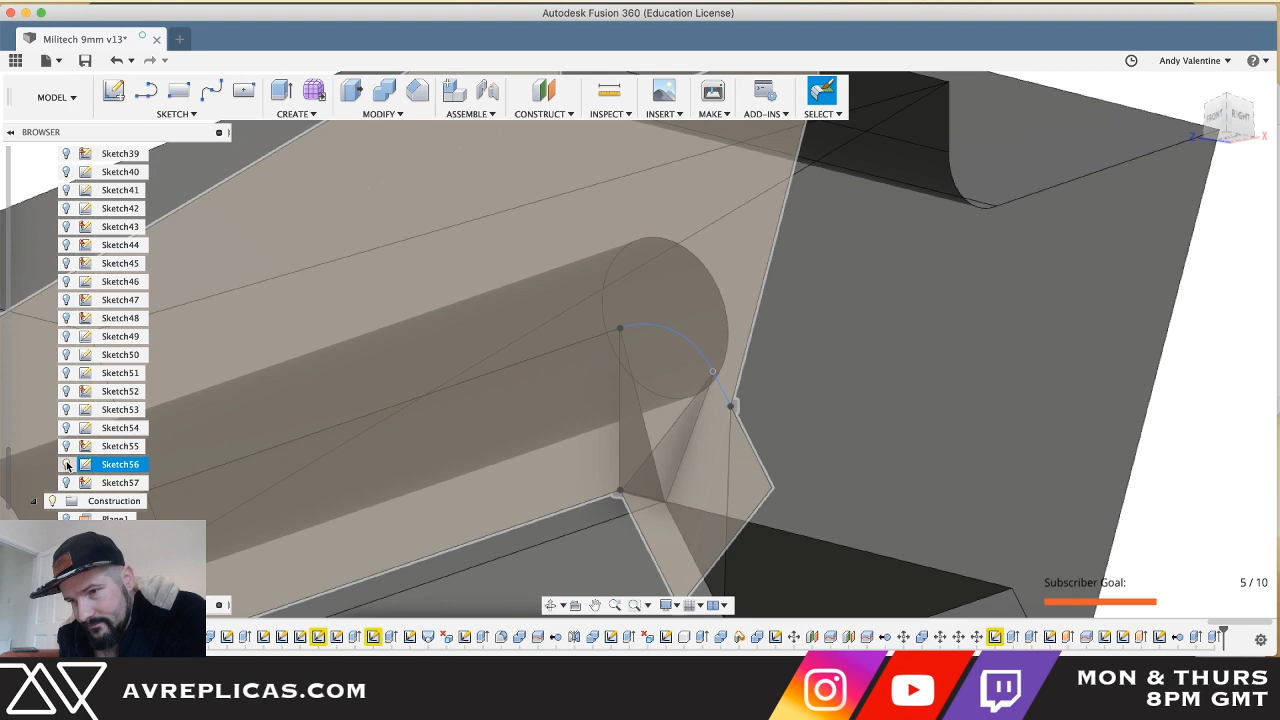 Autodesk Fusion 360 (Education License)
Militech 9mm v13*
Andy Valentine
MODEL
SKETCH
CREATE
MODIFY
ASSEMBLE
CONSTRUCT
INSPECT
INSERT
MAKE
ADD-INS
SELECT
BROWSER
FRONT
RIGHT
Z
X
Sketch39
Sketch40
Sketch41
Sketch42
Sketch43
Sketch44
Sketch45
Sketch46
Sketch47
Sketch48
Sketch49
Sketch50
Sketch51
Sketch52
Sketch53
Sketch54
Sketch55
Sketch56
Sketch57
Construction
Plane1
Subscriber Goal: 5 / 10
AVREPLICAS.COM
MON & THURS
8PM GMT